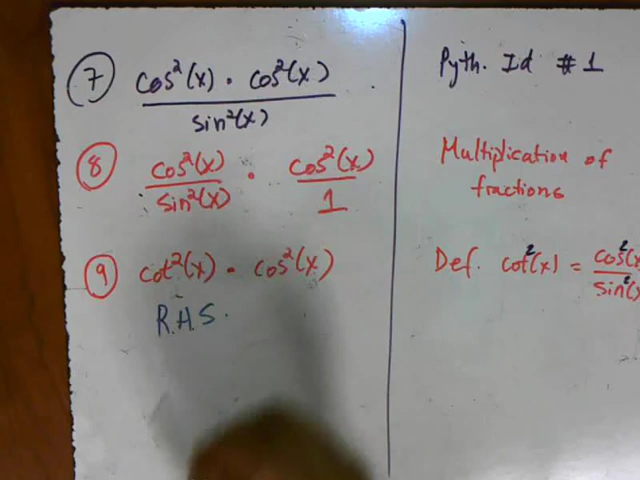 7 cos²(x) · cos²(x) Pyth. Id #1
sin²(x)
8 cos²(x) · cos²(x) Multiplication of
sin²(x) 1 fractions
9 cot²(x) · cos²(x) Def. cot²(x) = cos²(x
sin²(x)
R.H.S.